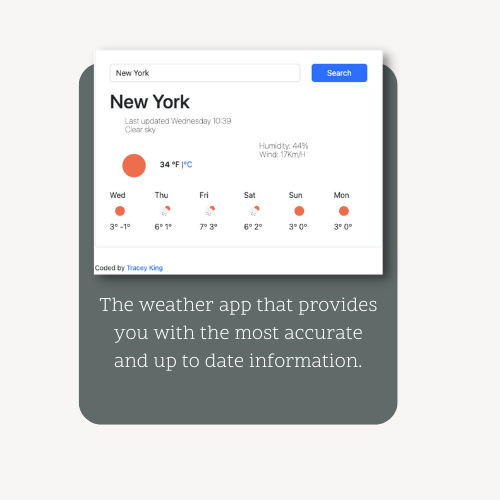 New York
Search
New York
Last updated Wednesday 10:39
Clear sky
Humidity: 44%
Wind: 17Km/H
34 °F |°C
Wed Thu Fri Sat Sun Mon
3° -1° 6° 1° 7° 3° 6° 2° 3° 0° 3° 0°
Coded by Tracey King
The weather app that provides
you with the most accurate
and up to date information.